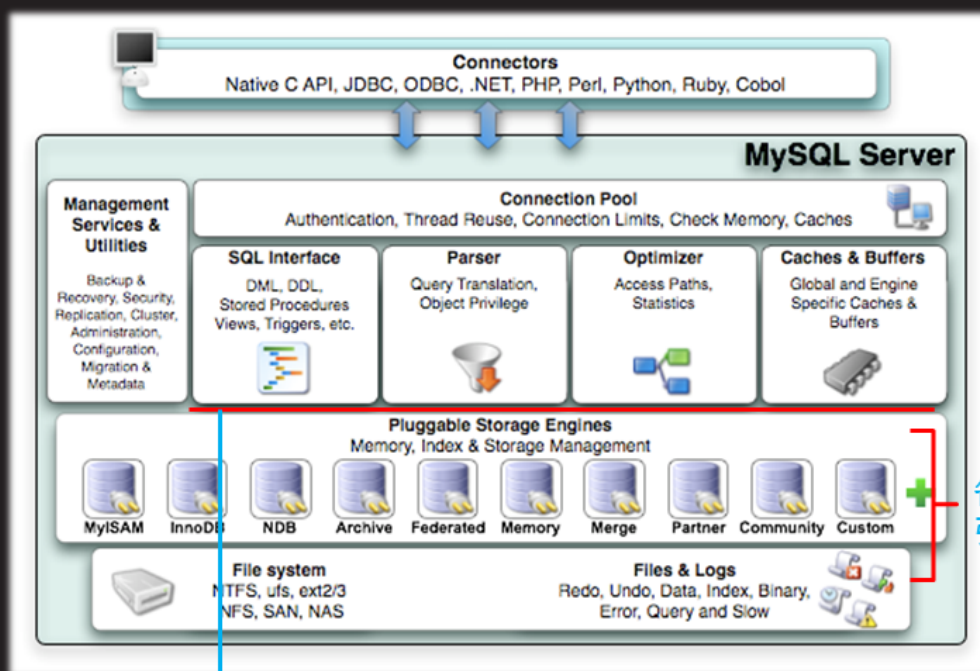 Connectors
Native C API, JDBC, ODBC, .NET, PHP, Perl, Python, Ruby, Cobol
MySQL Server
Management
Services &
Utilities
Backup &
Recovery, Security,
Replication, Cluster,
Administration,
Configuration,
Migration &
Metadata
Connection Pool
Authentication, Thread Reuse, Connection Limits, Check Memory, Caches
SQL Interface
DML, DDL,
Stored Procedures
Views, Triggers, etc.
Parser
Query Translation,
Object Privilege
Optimizer
Access Paths,
Statistics
Caches & Buffers
Global and Engine
Specific Caches &
Buffers
Pluggable Storage Engines
Memory, Index & Storage Management
MyISAM
InnoDB
NDB
Archive
Federated
Memory
Merge
Partner
Community
Custom
File system
NTFS, ufs, ext2/3
NFS, SAN, NAS
Files & Logs
Redo, Undo, Data, Index, Binary,
Error, Query and Slow